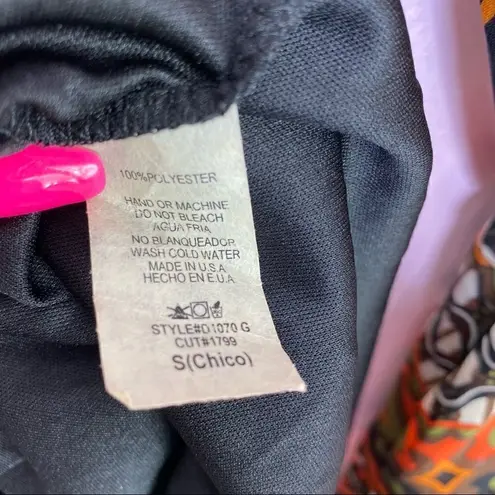 100%POLYESTER
HAND OR MACHINE
DO NOT BLEACH
AGUA FRIA
NO BLANQUEADOR
WASH COLD WATER
MADE IN U.S.A
HECHO EN E.U.A
STYLE#D1070 G
CUT#1799
S(Chico)